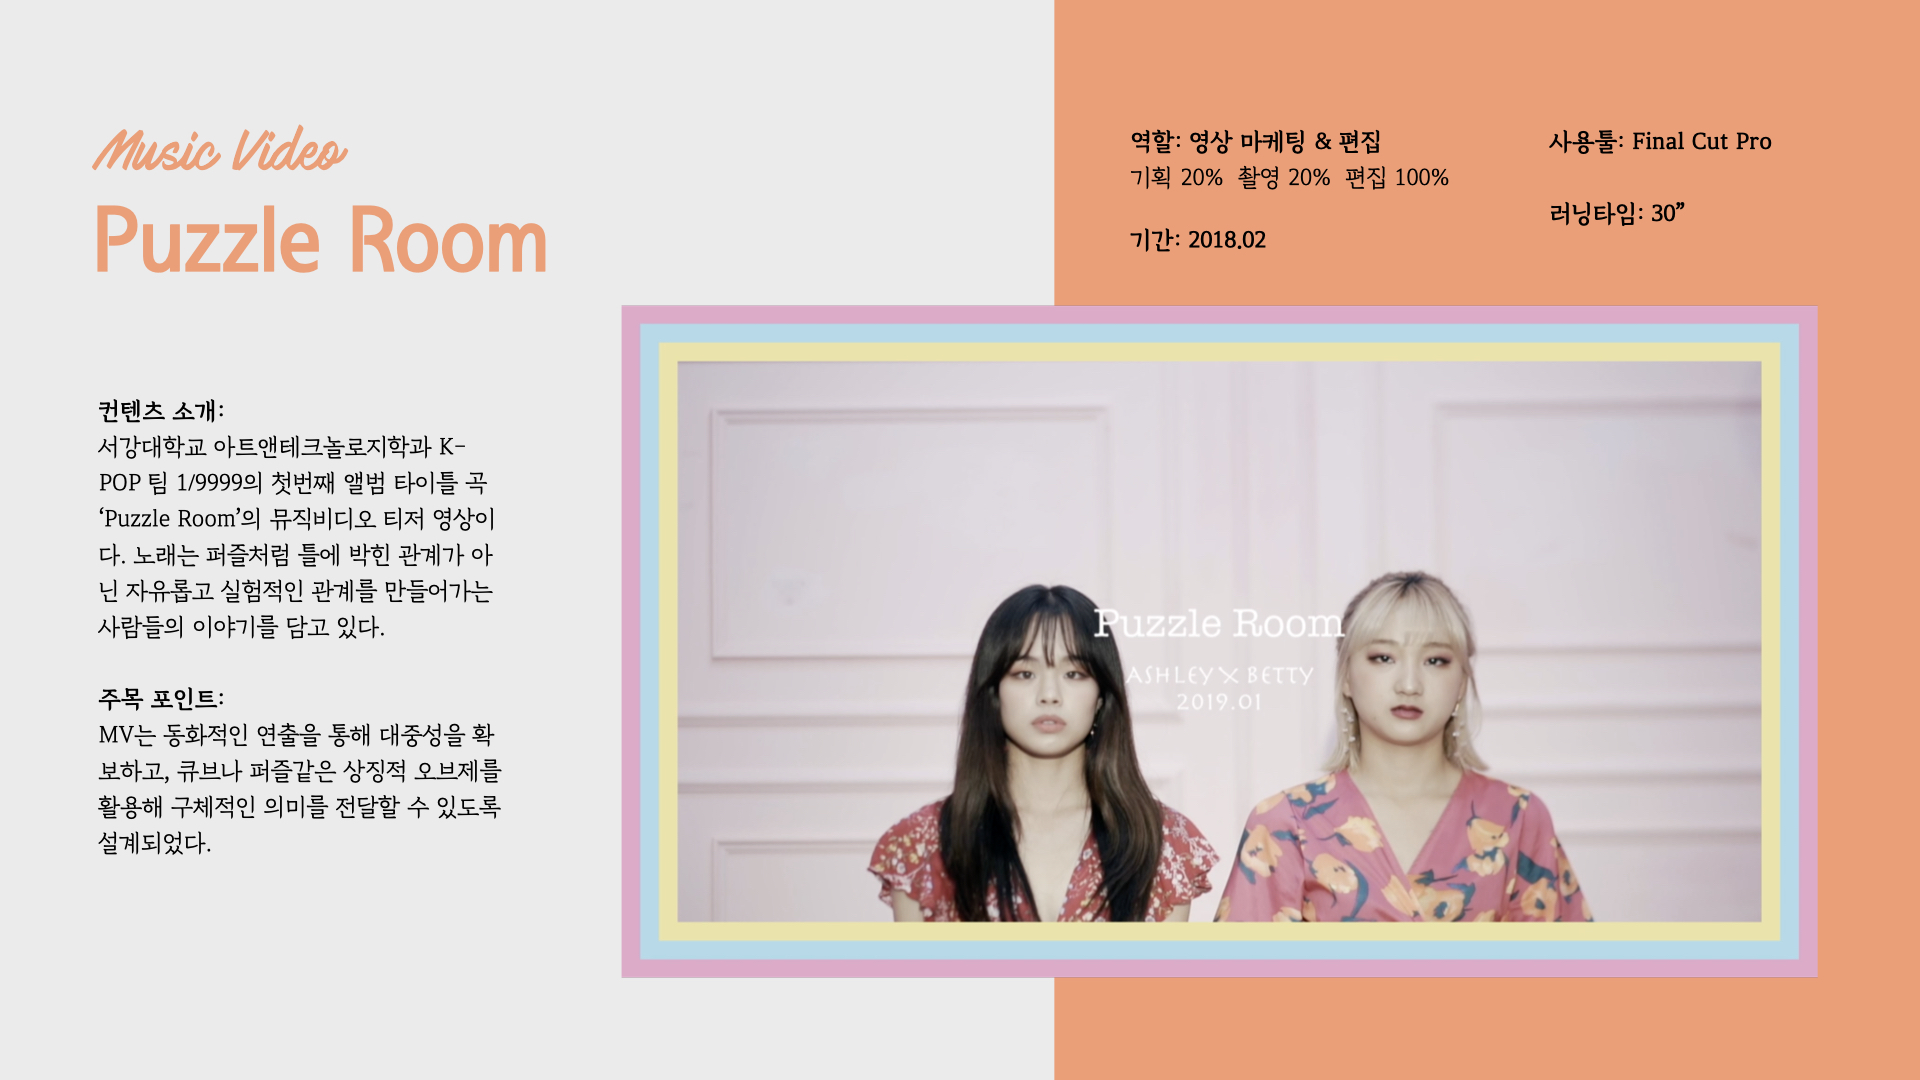 Music Video
Puzzle Room
컨텐츠 소개:
서강대학교 아트앤테크놀로지학과 K-
POP 팀 1/9999의 첫번째 앨범 타이틀 곡
‘Puzzle Room’의 뮤직비디오 티저 영상이
다. 노래는 퍼즐처럼 틀에 박힌 관계가 아
닌 자유롭고 실험적인 관계를 만들어가는
사람들의 이야기를 담고 있다.
주목 포인트:
MV는 동화적인 연출을 통해 대중성을 확
보하고, 큐브나 퍼즐같은 상징적 오브제를
활용해 구체적인 의미를 전달할 수 있도록
설계되었다.
역할: 영상 마케팅 & 편집
기획 20% 촬영 20% 편집 100%
기간: 2018.02
사용툴: Final Cut Pro
러닝타임: 30”
Puzzle Room
ASHLEY X BETTY
2019.01